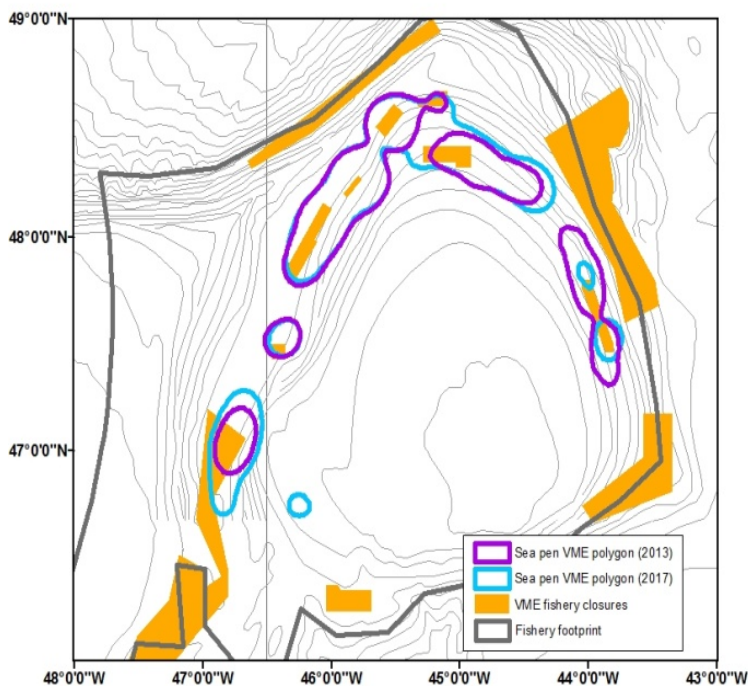 49°0'0"N
48°0'0"N
47°0'0"N
Sea pen VME polygon (2013)
Sea pen VME polygon (2017)
VME fishery closures
Fishery footprint
48°0'0"W 47°0'0"W 46°0'0"W 45°0'0"W 44°0'0"W 43°0'0"W